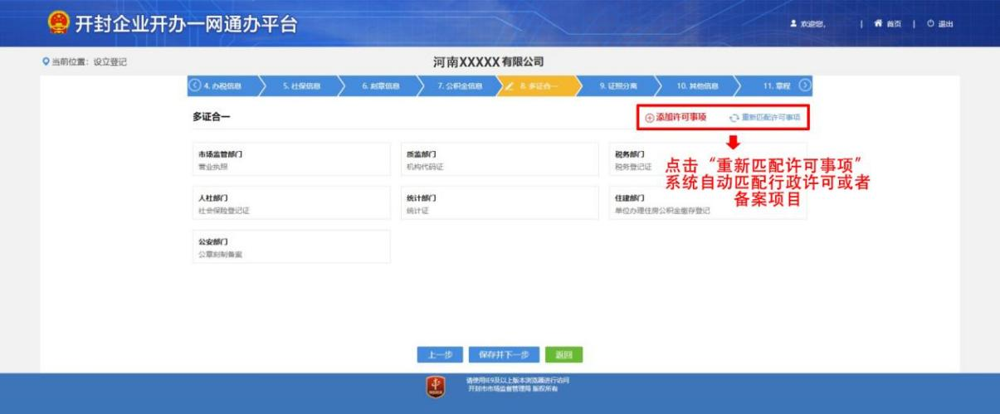 开封企业开办一网通办平台
欢迎您, | 首页 | 退出
当前位置：设立登记
河南XXXXX有限公司
4. 办税信息 5. 社保信息 6. 刻章信息 7. 公积金信息 8. 多证合一 9. 证照分离 10. 其他信息 11. 章程
多证合一
添加许可事项 重新匹配许可事项
市场监管部门 质监部门 税务部门
营业执照 机构代码证 税务登记证
点击“重新匹配许可事项”
系统自动匹配行政许可或者
备案项目
人社部门 统计部门 住建部门
社会保险登记证 统计证 单位办理住房公积金缴存登记
公安部门
公章刻制备案
上一步 保存并下一步 返回
请使用IE9及以上版本浏览器进行访问
开封市市场监督管理局 版权所有